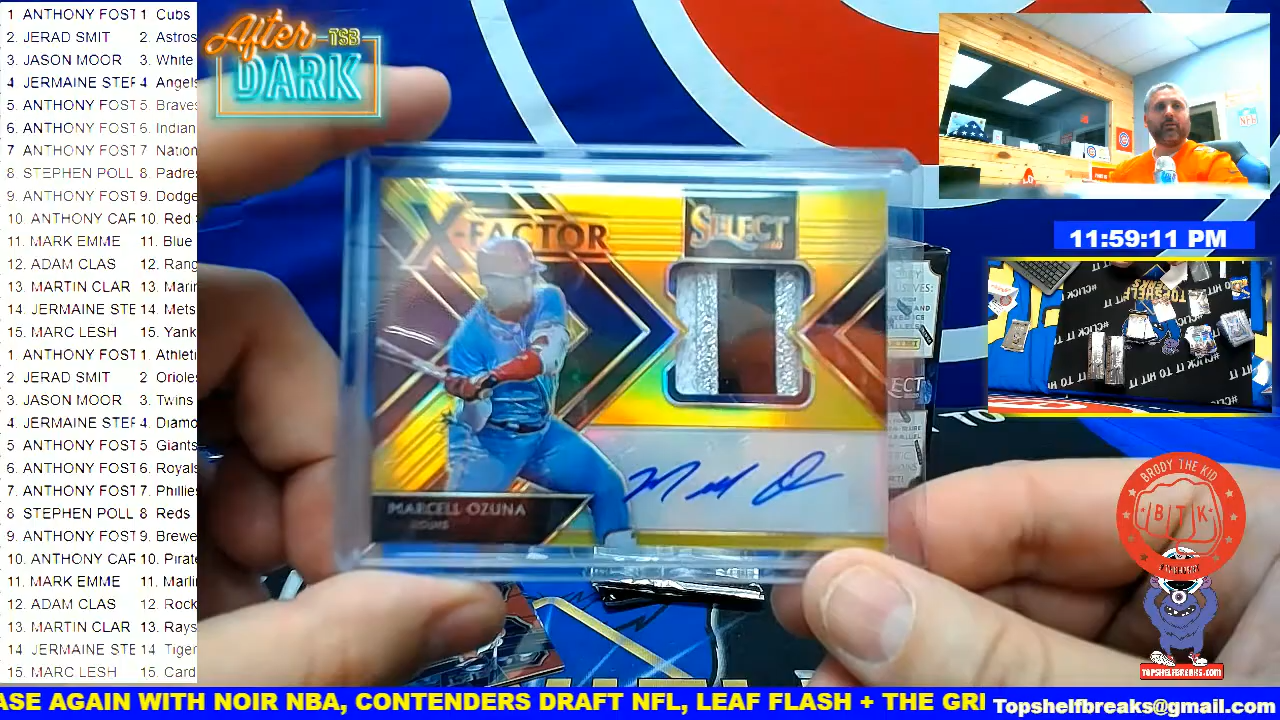 1 ANTHONY FOST 1 Cubs
2. JERAD SMIT 2. Astros
3. JASON MOOR 3. White
4 JERMAINE STEF 4. Angels
5. ANTHONY FOST 5. Braves
6. ANTHONY FOST 6. Indian
7 ANTHONY FOST 7. Nation
8 STEPHEN POLL 8. Padres
9. ANTHONY FOST 9. Dodge
10 ANTHONY CAR 10. Red
11. MARK EMME 11. Blue
12. ADAM CLAS 12. Rang
13. MARTIN CLAR 13. Marin
14. JERMAINE STE 14. Mets
15. MARC LESH 15. Yank
1. ANTHONY FOST 1. Athleti
2 JERAD SMIT 2 Oriole
3. JASON MOOR 3. Twins
4. JERMAINE STEF 4. Diamo
5 ANTHONY FOST 5. Giants
6. ANTHONY FOST 6. Royals
7. ANTHONY FOST 7. Phillies
8 STEPHEN POLL 8 Reds
9. ANTHONY FOST 9. Brewe
10. ANTHONY CAR 10. Pirate
11. MARK EMME 11. Marli
12. ADAM CLAS 12. Rock
13. MARTIN CLAR 13. Rays
14 JERMAINE STE 14 Tiger
15. MARC LESH 15. Card
After TSB
DARK
X-FACTOR
SELECT
MARCELL OZUNA
11:59:11 PM
TOPSHELF
BREAKS
#CLICK
IT TO HIT IT
BRODY THE KID
BTK
TOPSHELFBREAKS.COM
ASE AGAIN WITH NOIR NBA, CONTENDERS DRAFT NFL, LEAF FLASH + THE GRI
Topshelfbreaks@gmail.com